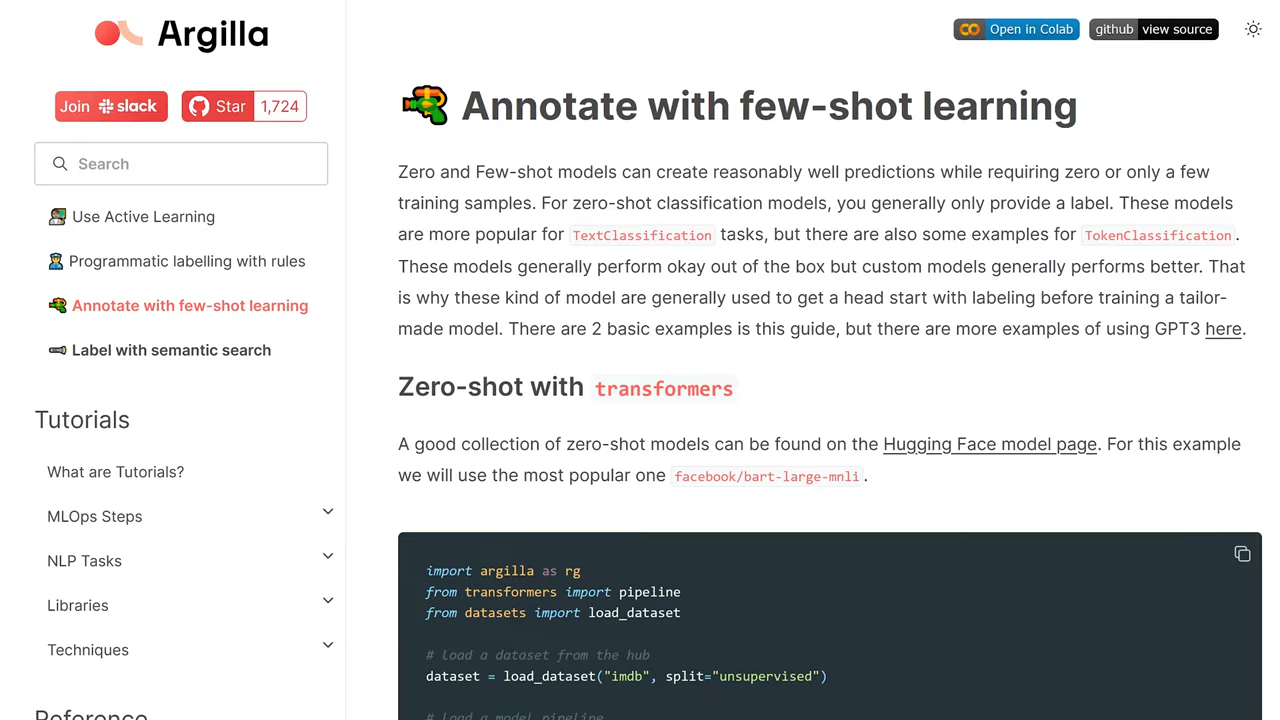 Argilla
Join slack
Star 1,724
Search
Use Active Learning
Programmatic labelling with rules
Annotate with few-shot learning
Label with semantic search
Tutorials
What are Tutorials?
MLOps Steps
NLP Tasks
Libraries
Techniques
Reference
Open in Colab
github view source
Annotate with few-shot learning
Zero and Few-shot models can create reasonably well predictions while requiring zero or only a few
training samples. For zero-shot classification models, you generally only provide a label. These models
are more popular for TextClassification tasks, but there are also some examples for TokenClassification.
These models generally perform okay out of the box but custom models generally performs better. That
is why these kind of model are generally used to get a head start with labeling before training a tailor-
made model. There are 2 basic examples is this guide, but there are more examples of using GPT3 here.
Zero-shot with transformers
A good collection of zero-shot models can be found on the Hugging Face model page. For this example
we will use the most popular one facebook/bart-large-mnli.
import argilla as rg
from transformers import pipeline
from datasets import load_dataset
# load a dataset from the hub
dataset = load_dataset("imdb", split="unsupervised")
# load a model pipeline